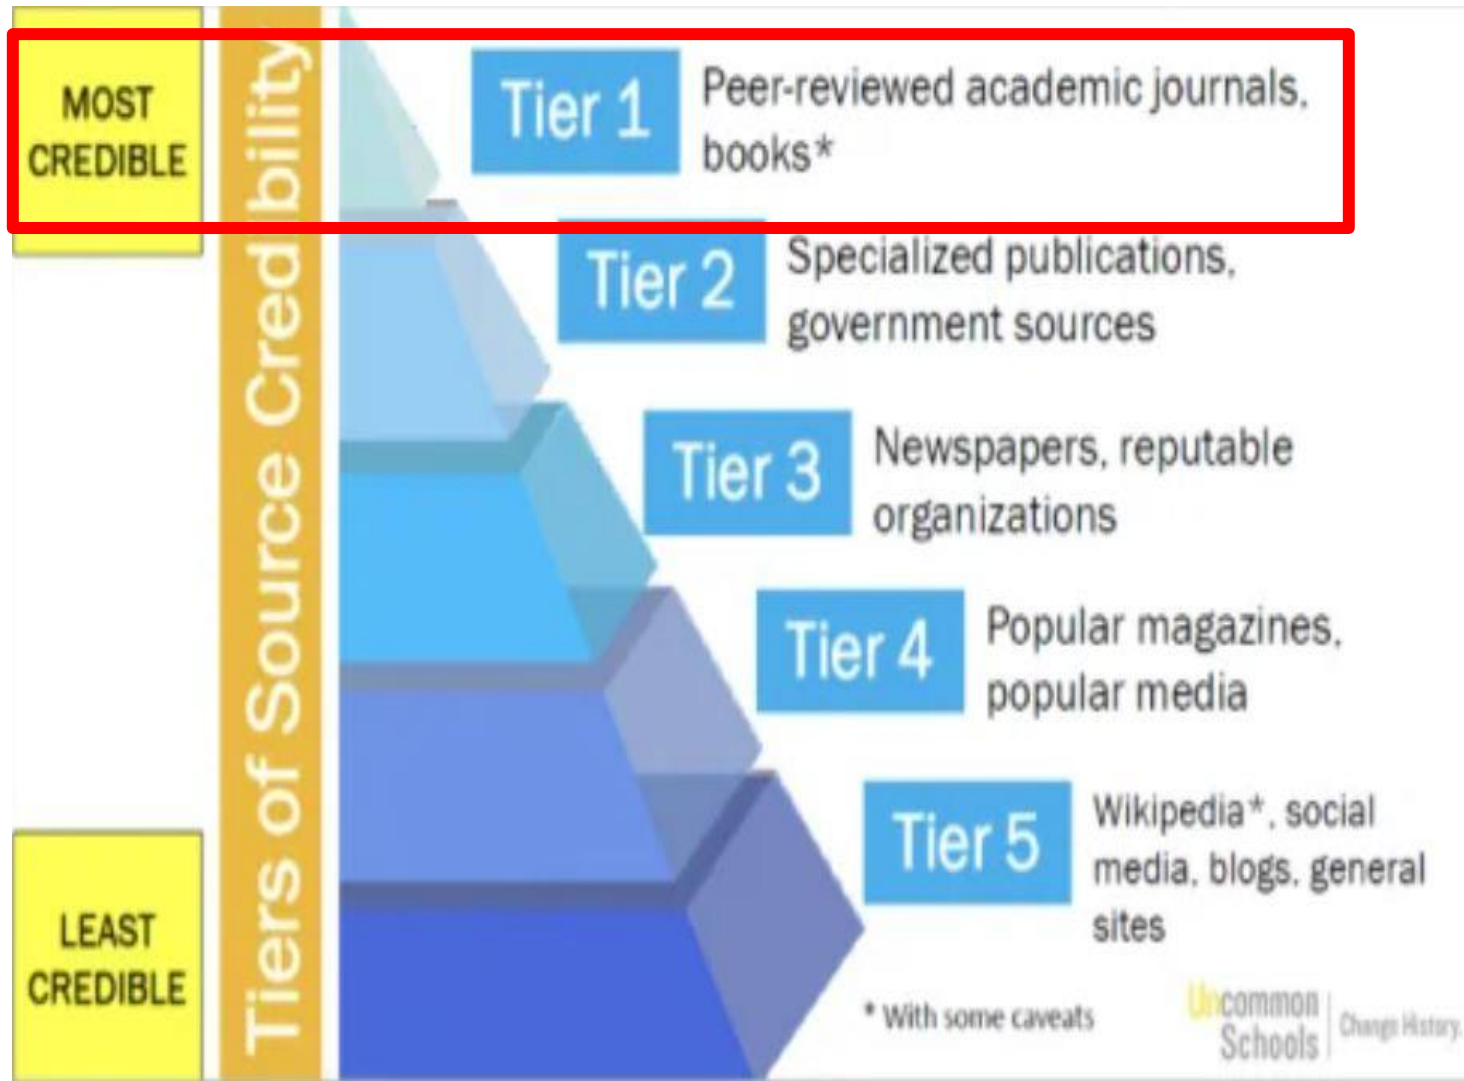 MOST
CREDIBLE
Tiers of Source Credibility
Tier 1
Peer-reviewed academic journals,
books*
Tier 2
Specialized publications,
government sources
Tier 3
Newspapers, reputable
organizations
Tier 4
Popular magazines,
popular media
Tier 5
Wikipedia*, social
media, blogs, general
sites
LEAST
CREDIBLE
* With some caveats
Uncommon
Schools
Change History.